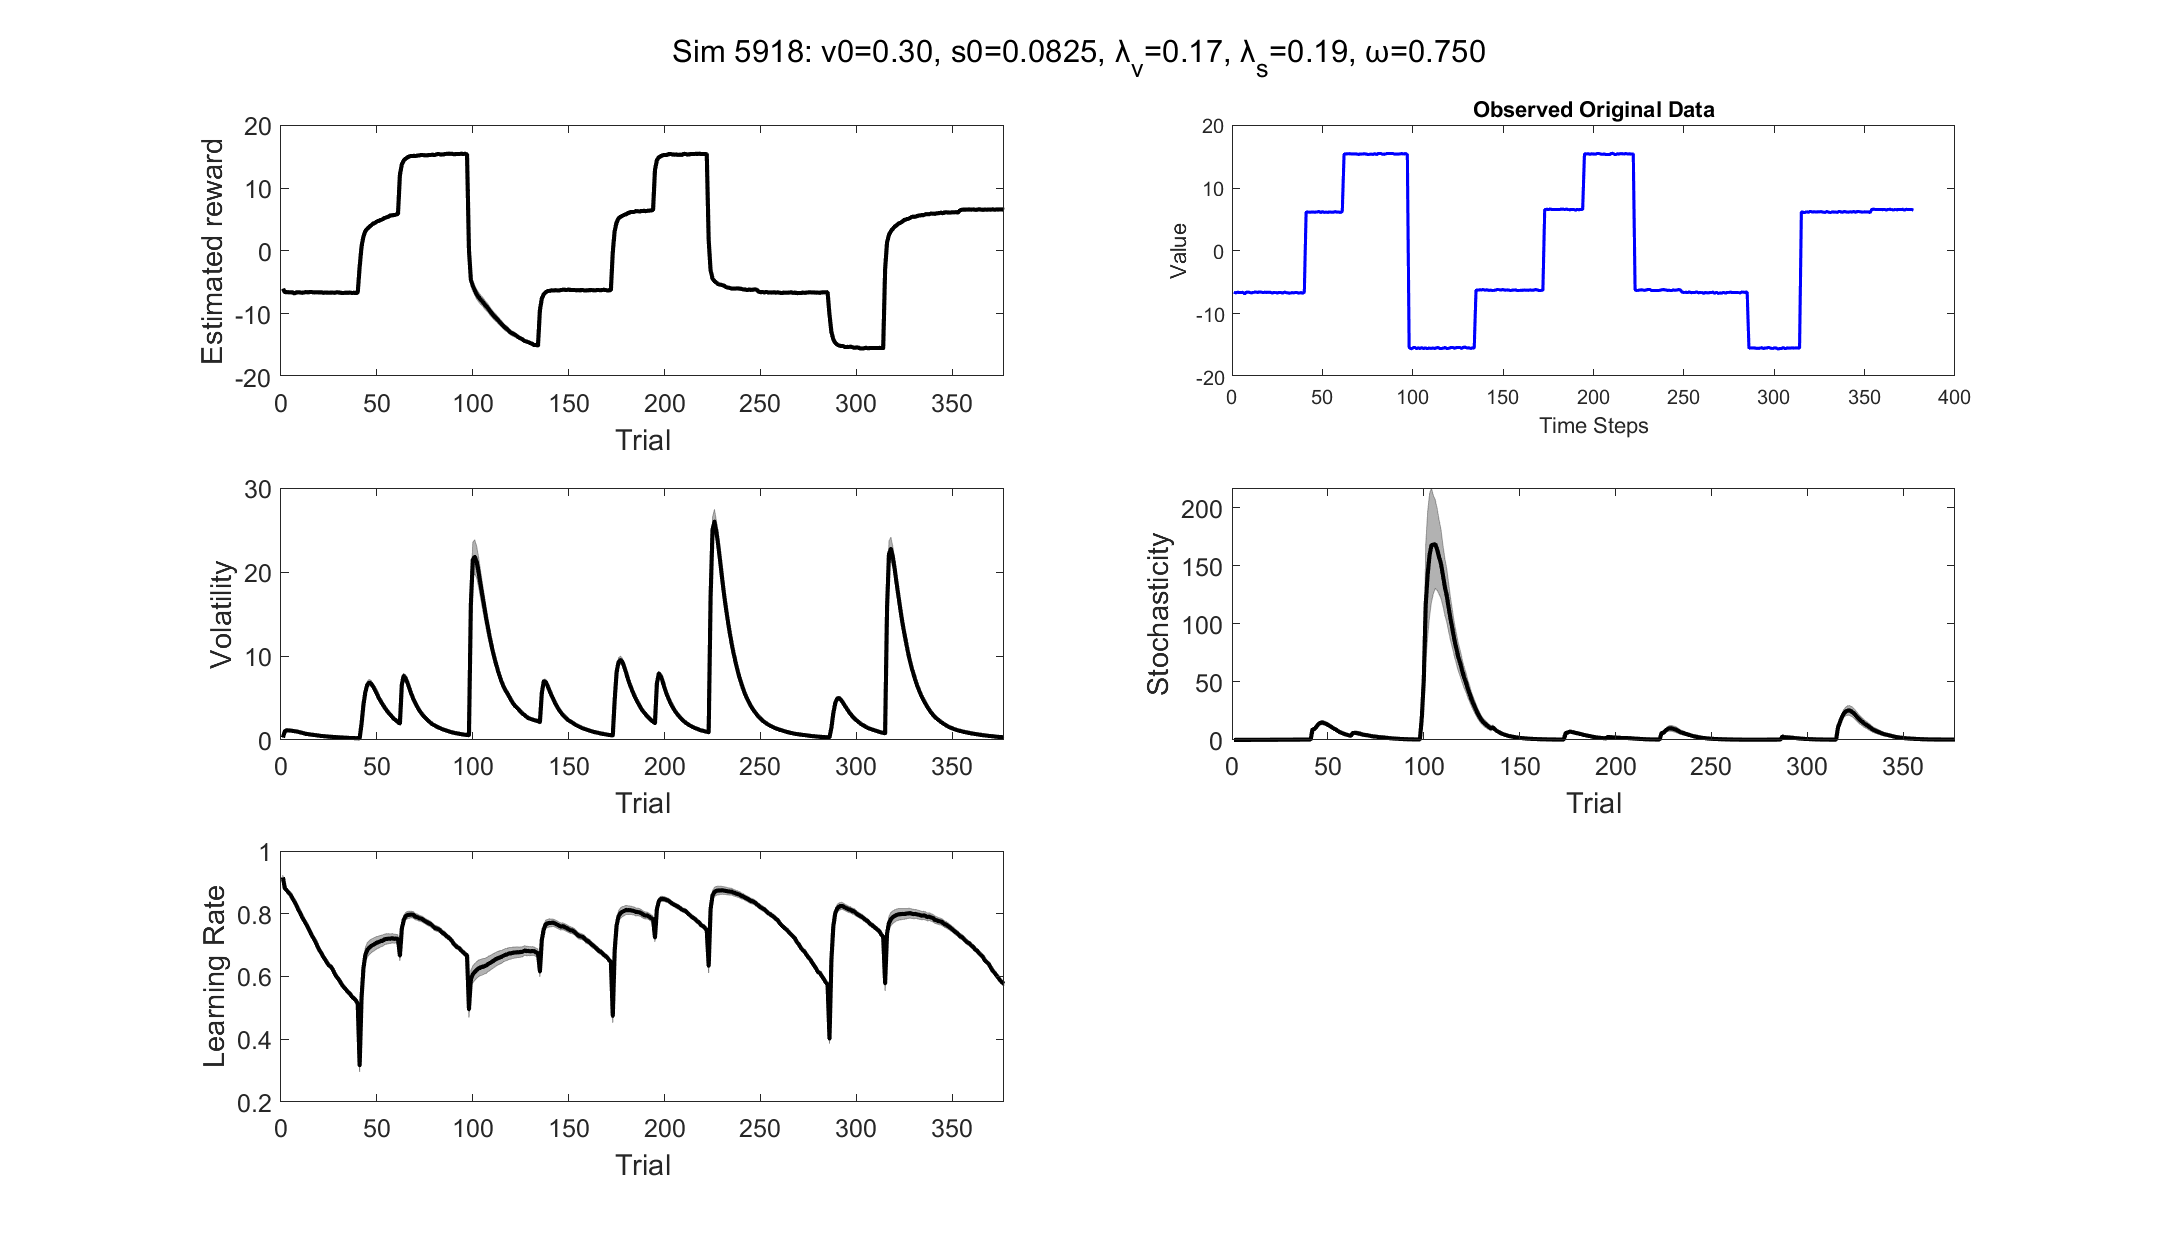 Sim 5918: v0=0.30, s0=0.0825, λ_v=0.17, λ_s=0.19, ω=0.750
20
10
0
-10
-20
Estimated reward
0 50 100 150 200 250 300 350
Trial
Observed Original Data
20
10
0
-10
-20
Value
0 50 100 150 200 250 300 350 400
Time Steps
30
20
10
0
Volatility
0 50 100 150 200 250 300 350
Trial
200
150
100
50
0
Stochasticity
0 50 100 150 200 250 300 350
Trial
1
0.8
0.6
0.4
0.2
Learning Rate
0 50 100 150 200 250 300 350
Trial